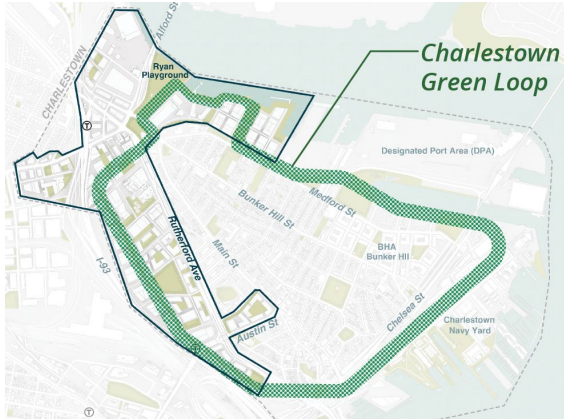 Alford St
Ryan
Playground
CHARLESTOWN
Charlestown
Green Loop
T
Designated Port Area (DPA)
Medford St
Bunker Hill St
BHA
Bunker Hill
Rutherford Ave
Main St
I-93
Chelsea St
Charlestown
Navy Yard
Austin St
T